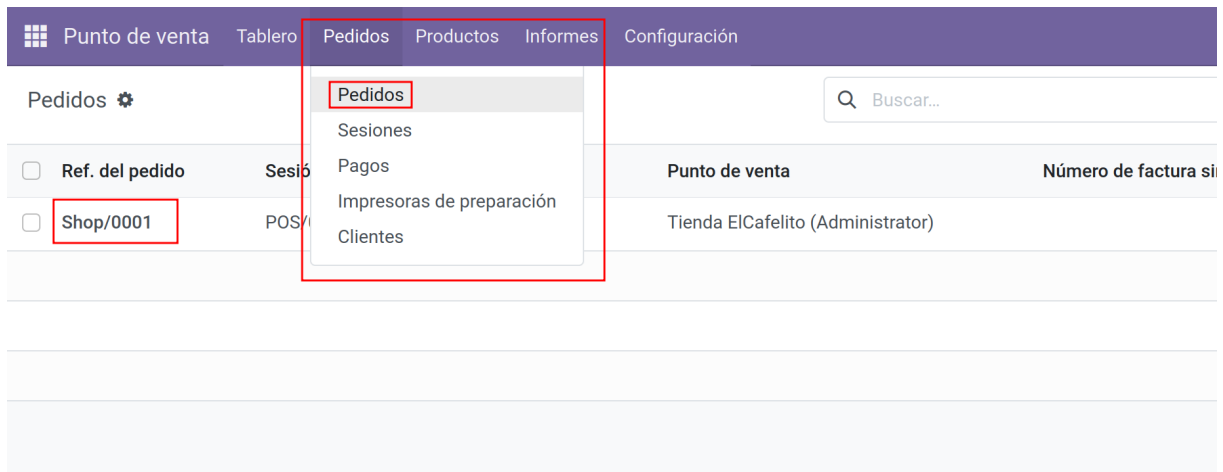 Punto de venta Tablero Pedidos Productos Informes Configuración
Pedidos Pedidos Buscar...
Sesiones
Ref. del pedido Pagos Punto de venta Número de factura
Impresoras de preparación
Shop/0001 Tienda ElCafelito (Administrator)
Clientes